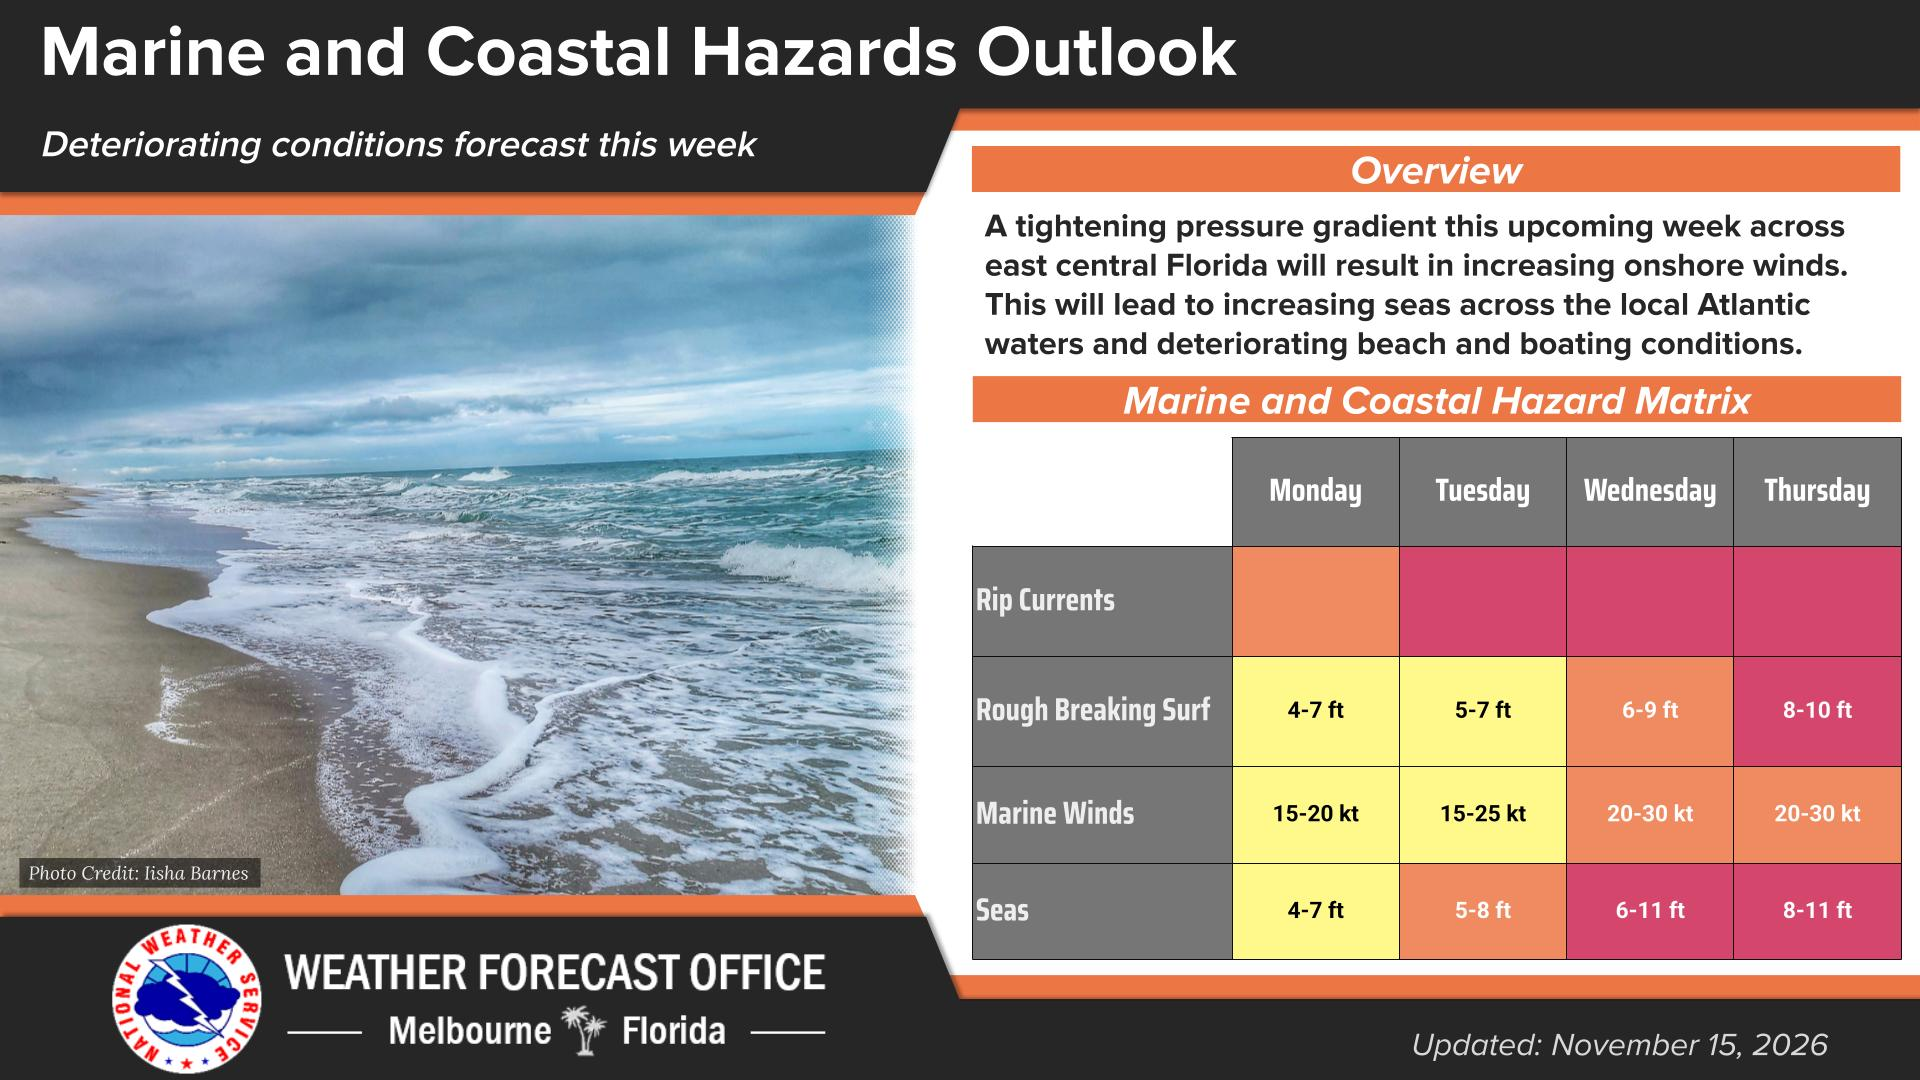 Marine and Coastal Hazards Outlook
Deteriorating conditions forecast this week
Overview
A tightening pressure gradient this upcoming week across
east central Florida will result in increasing onshore winds.
This will lead to increasing seas across the local Atlantic
waters and deteriorating beach and boating conditions.
Marine and Coastal Hazard Matrix
Monday Tuesday Wednesday Thursday
Rip Currents
Rough Breaking Surf 4-7 ft 5-7 ft 6-9 ft 8-10 ft
Marine Winds 15-20 kt 15-25 kt 20-30 kt 20-30 kt
Seas 4-7 ft 5-8 ft 6-11 ft 8-11 ft
Photo Credit: Iisha Barnes
NATIONAL WEATHER SERVICE
WEATHER FORECAST OFFICE
Melbourne Florida
Updated: November 15, 2026